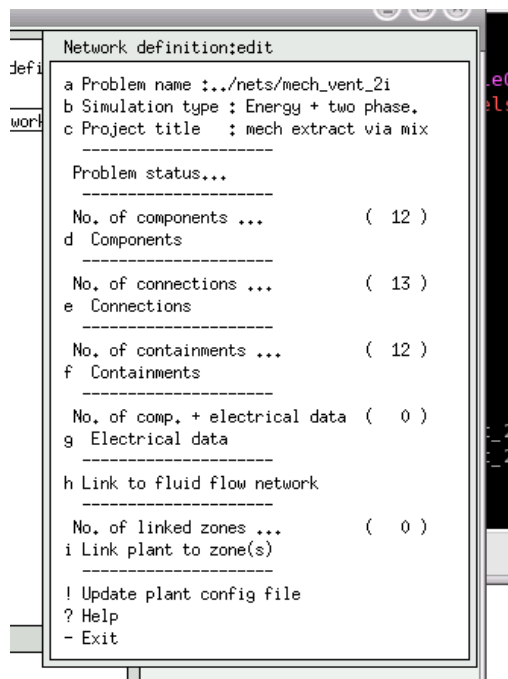 Network definition:edit
defi
work
a Problem name :../nets/mech_vent_2i
b Simulation type : Energy + two phase.
c Project title   : mech extract via mix
---------------------
Problem status...
---------------------
No. of components ...          (  12 )
d  Components
---------------------
No. of connections ...         (  13 )
e  Connections
---------------------
No. of containments ...        (  12 )
f  Containments
---------------------
No. of comp. + electrical data (   0 )
g  Electrical data
---------------------
h Link to fluid flow network
---------------------
No. of linked zones ...        (   0 )
i Link plant to zone(s)
---------------------
! Update plant config file
? Help
- Exit